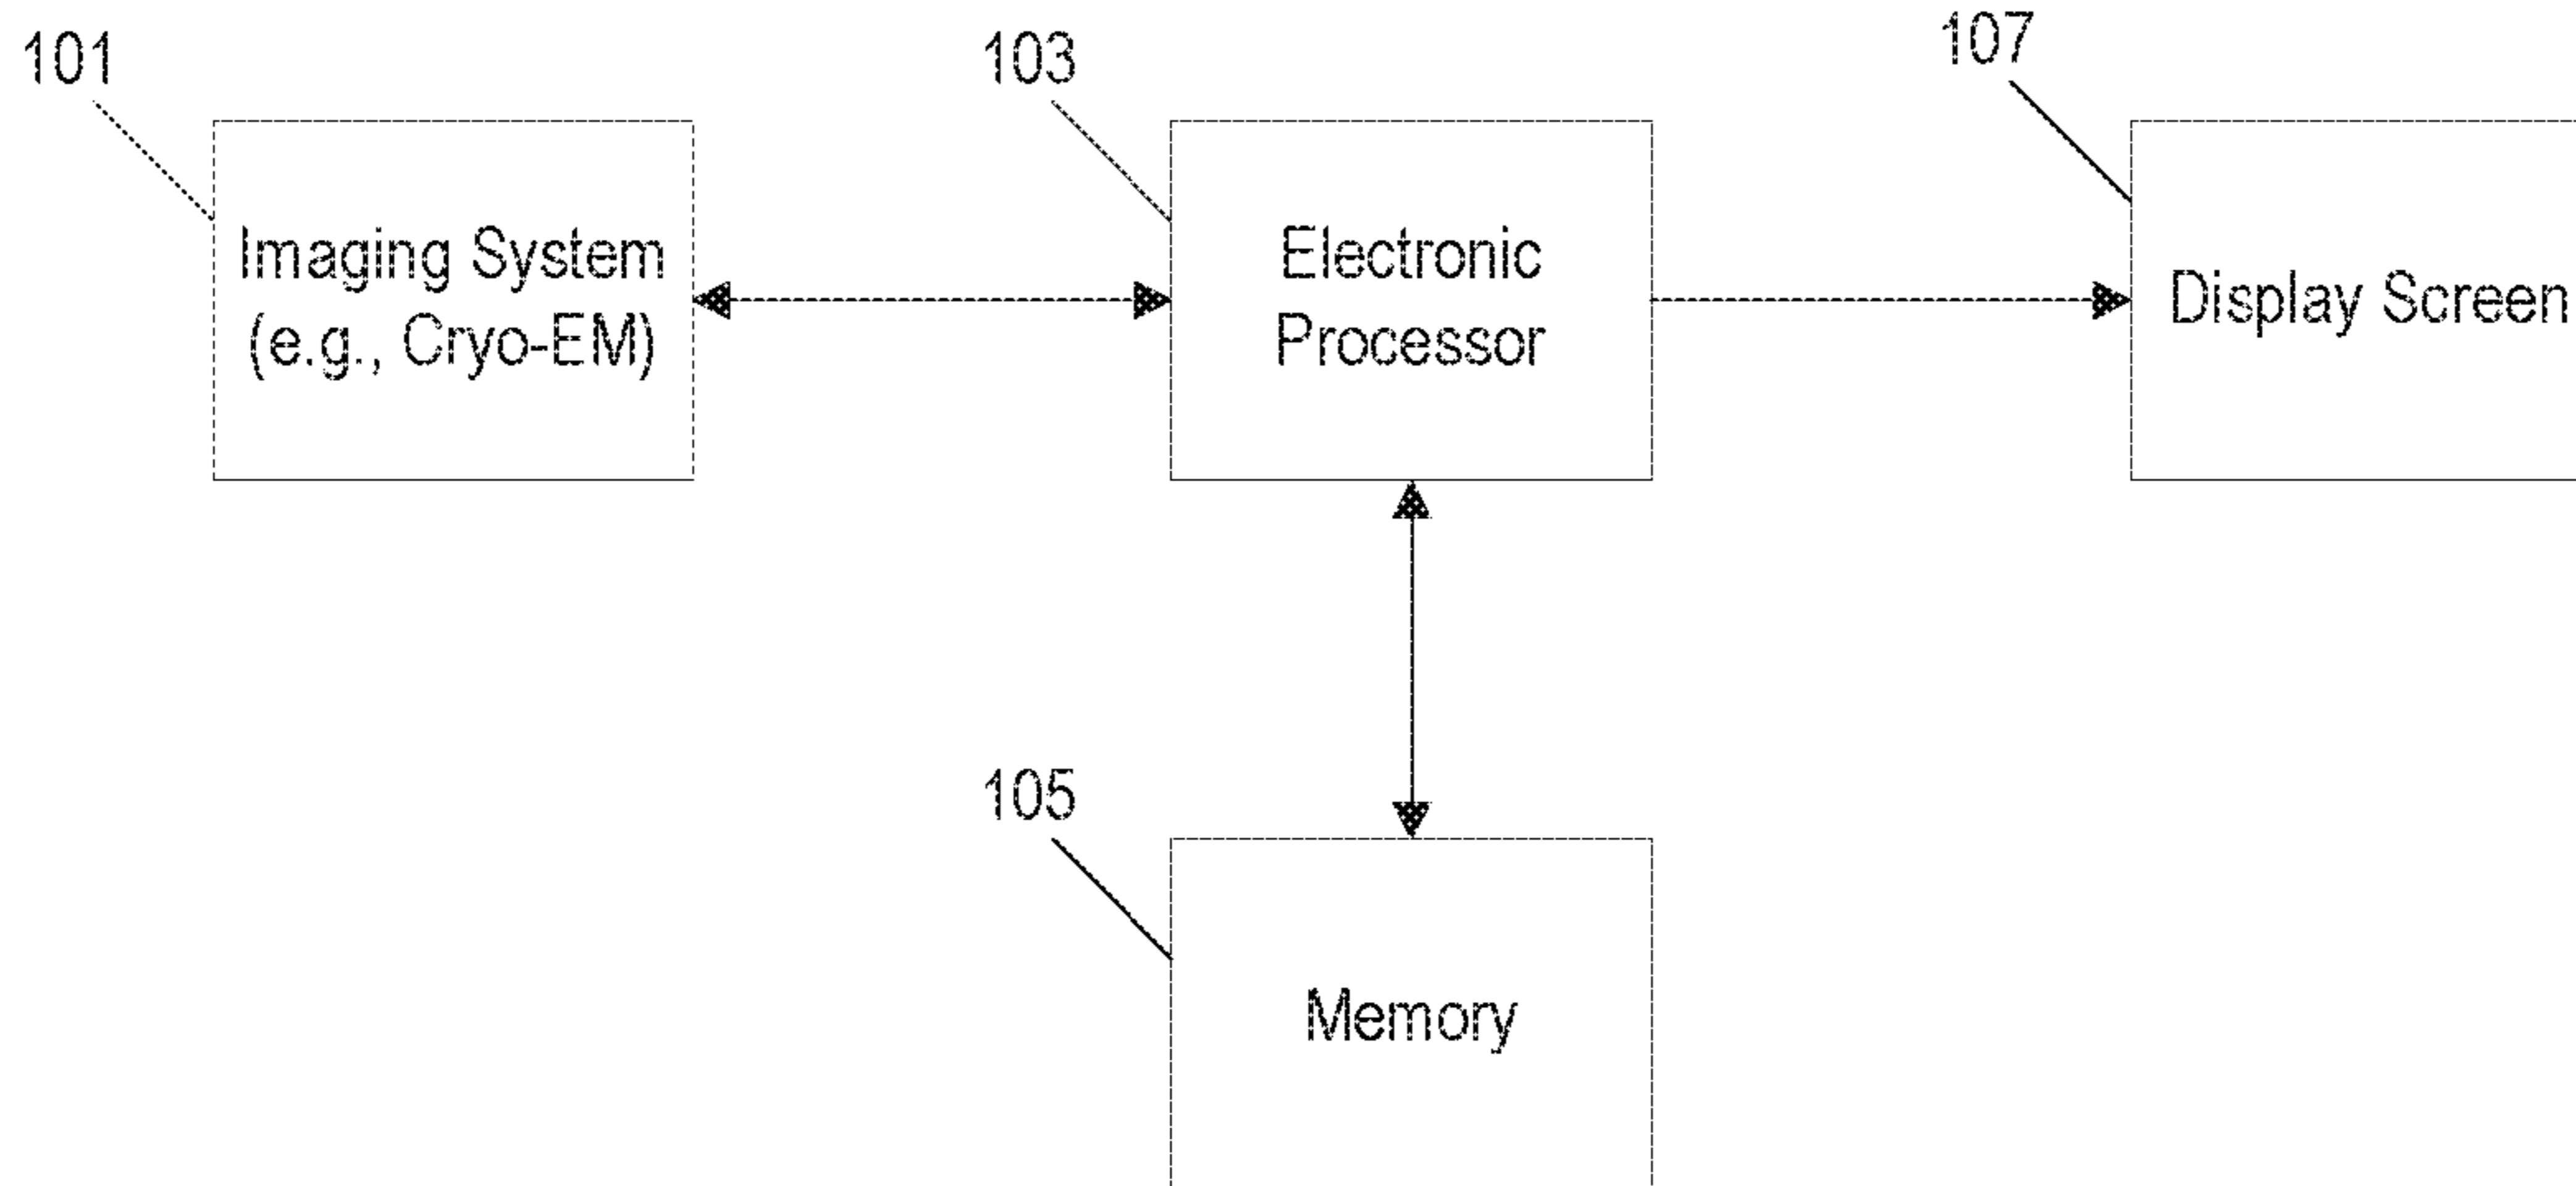 101
103
107
Imaging System
(e.g., Cryo-EM)
Electronic
Processor
Display Screen
105
Memory